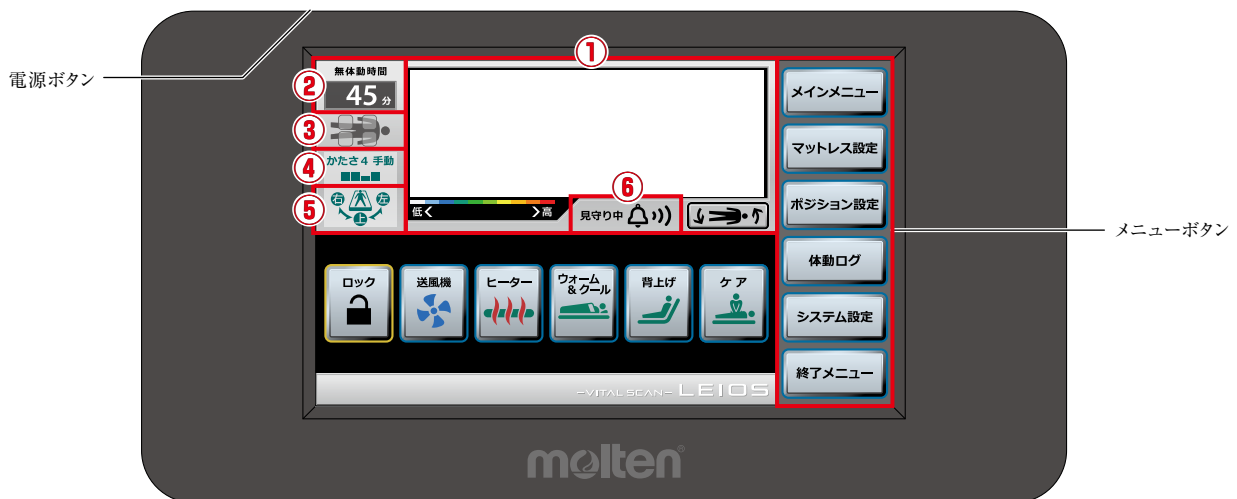 電源ボタン
①
②
無体動時間
45分
③
④
かたさ4 手動
⑤
右
左
上
低
高
⑥
見守り中
メインメニュー
マットレス設定
ポジション設定
体動ログ
システム設定
終了メニュー
メニューボタン
ロック
送風機
ヒーター
ウォーム
&クール
背上げ
ケア
-VITAL SCAN- LEIOS
molten®